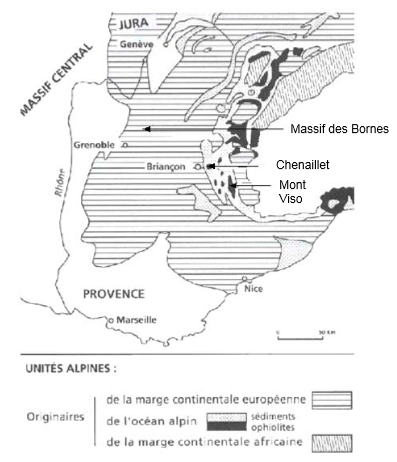 JURA
Genève
MASSIF CENTRAL
Massif des Bornes
Grenoble
Chenaillet
Briançon
Mont
Viso
Rhône
PROVENCE
Nice
Marseille
0 50 Km
UNITÉS ALPINES :
de la marge continentale européenne
Originaires
de l'océan alpin
sédiments
ophiolites
de la marge continentale africaine